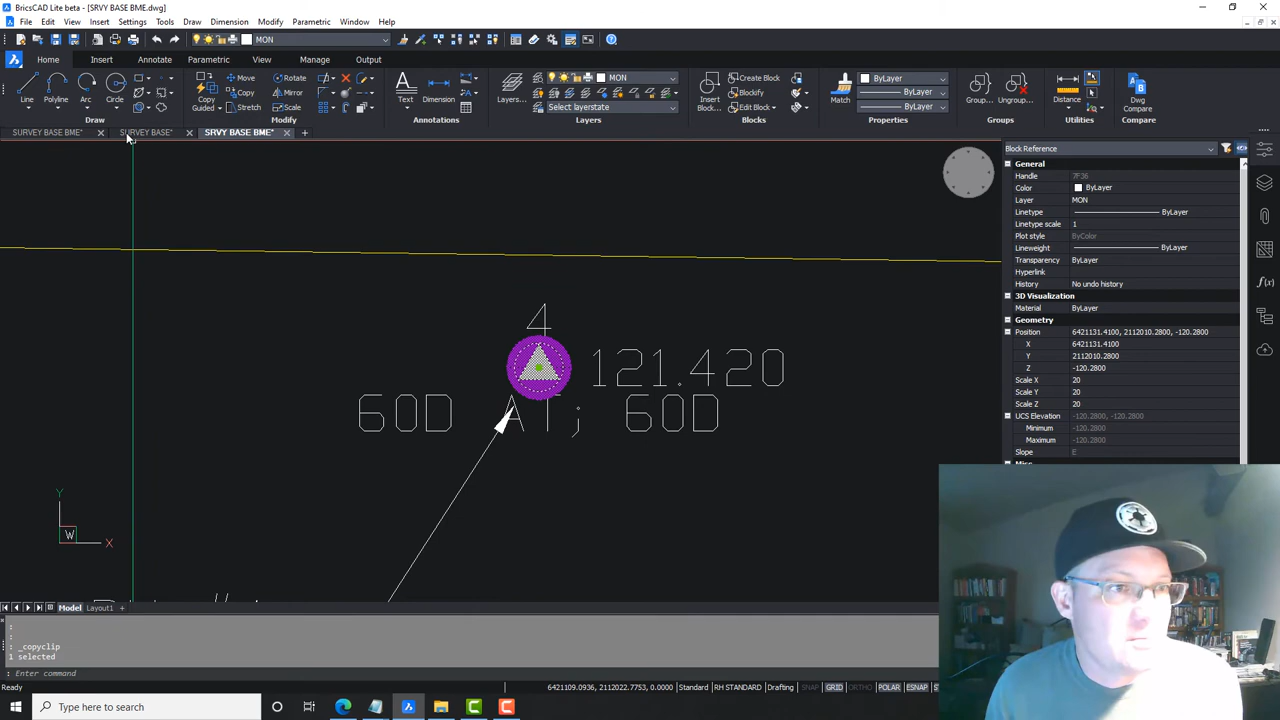 BricsCAD Lite beta - [SRVY BASE BME.dwg]
File Edit View Insert Settings Tools Draw Dimension Modify Parametric Window Help
MON
Home Insert Annotate Parametric View Manage Output
Line Polyline Arc Circle
Copy Guided
Move Copy Stretch
Rotate Mirror Scale
Text Dimension
Layers...
MON
Select layerstate
Insert Block...
Create Block Blockify Edit Block
Match
ByLayer
ByLayer
ByLayer
Group... Ungroup...
Distance
Dwg Compare
Draw Modify Annotations Layers Blocks Properties Groups Utilities Compare
SURVEY BASE BME* SURVEY BASE* SRVY BASE BME*
Block Reference
General
Handle 7F36
Color ByLayer
Layer MON
Linetype ByLayer
Linetype scale 1
Plot style ByColor
Lineweight ByLayer
Transparency ByLayer
Hyperlink
History No undo history
3D Visualization
Material ByLayer
Geometry
Position 6421131.4100, 2112010.2800, -120.2800
X 6421131.4100
Y 2112010.2800
Z -120.2800
Scale X 20
Scale Y 20
Scale Z 20
UCS Elevation -120.2800, -120.2800
Minimum -120.2800
Maximum -120.2800
Slope E
4
121.420
60D AT; 60D
Y
W X
Model Layout1 +
:
:
: _copyclip
1 selected
: Enter command
Ready 6421109.0936, 2112022.7753, 0.0000 Standard RH STANDARD Drafting SNAP GRID ORTHO POLAR ESNAP
Type here to search